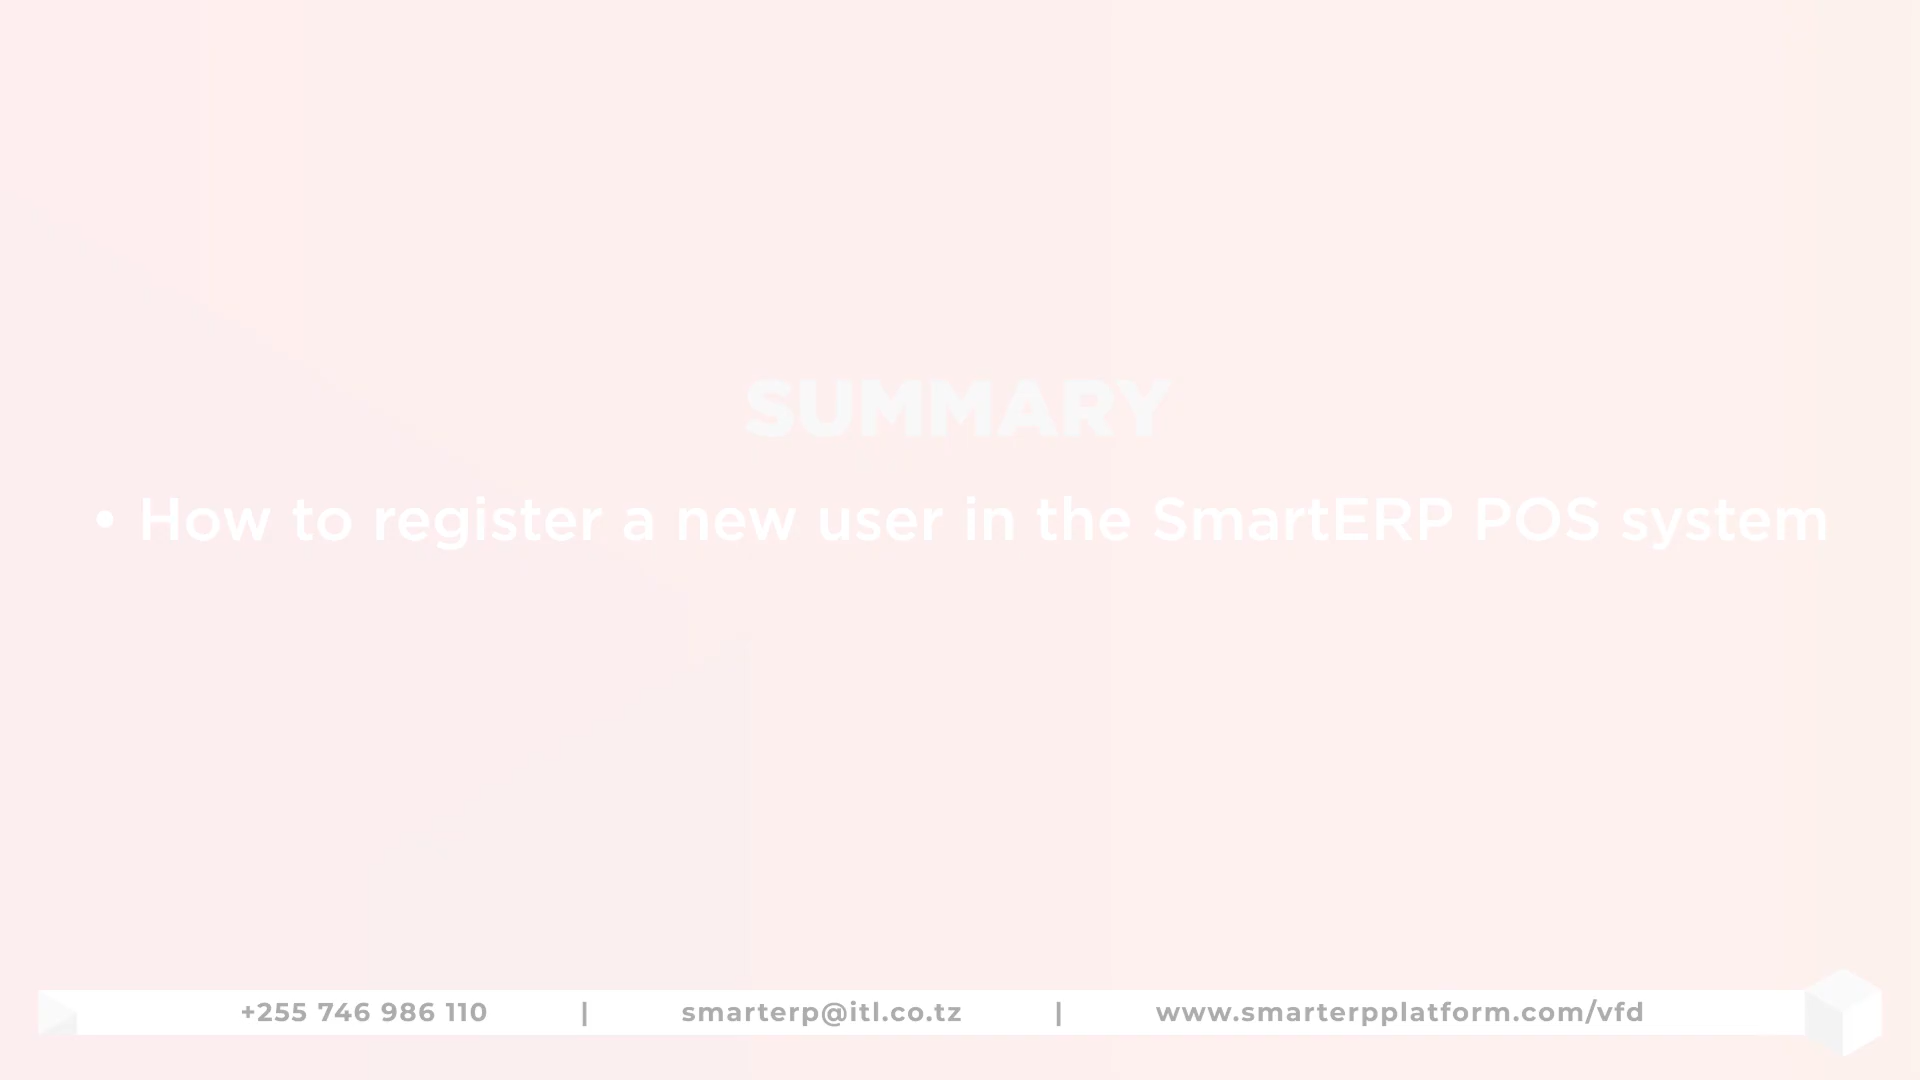 SUMMARY
• How to register a new user in the SmartERP POS system
+255 746 986 110 | smarterp@itl.co.tz | www.smarterpplatform.com/vfd